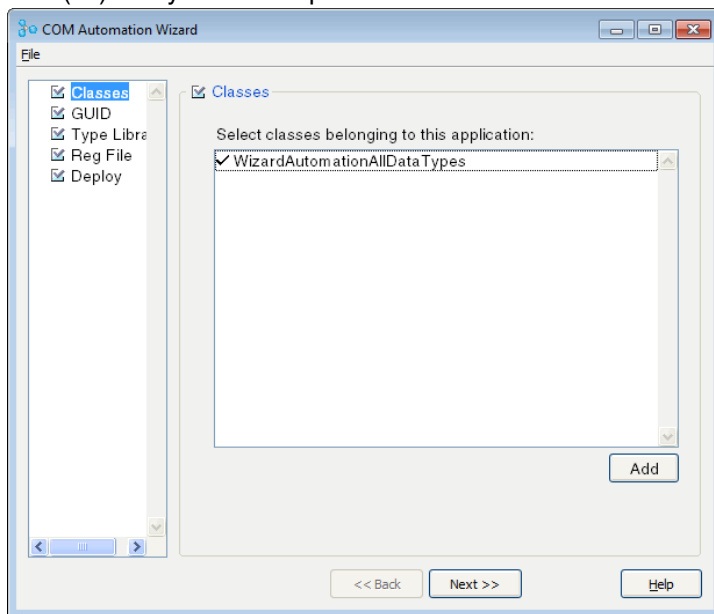 COM Automation Wizard
File
Classes
GUID
Type Libra
Reg File
Deploy
Classes
Select classes belonging to this application:
WizardAutomationAllDataTypes
Add
<< Back
Next >>
Help